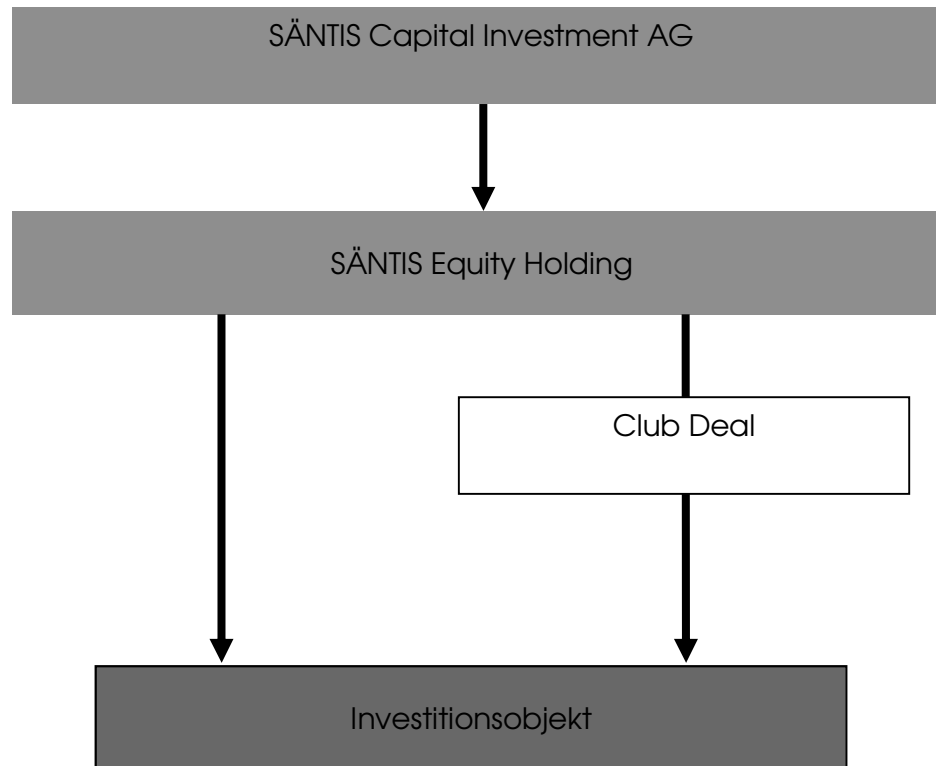 SÄNTIS Capital Investment AG
SÄNTIS Equity Holding
Club Deal
Investitionsobjekt